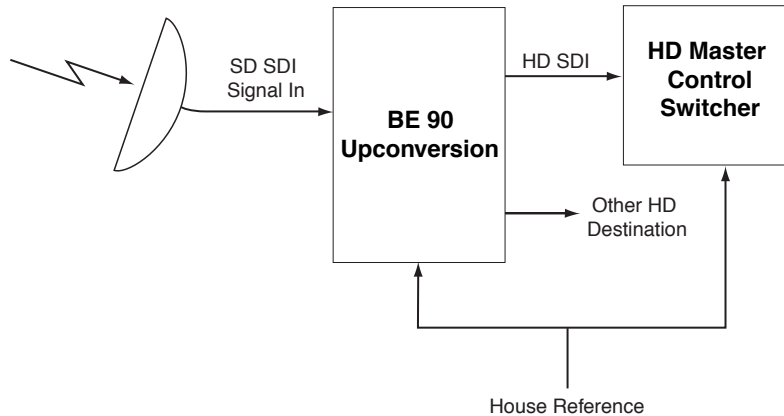 SD SDI
Signal In
BE 90
Upconversion
HD SDI
HD Master
Control
Switcher
Other HD
Destination
House Reference